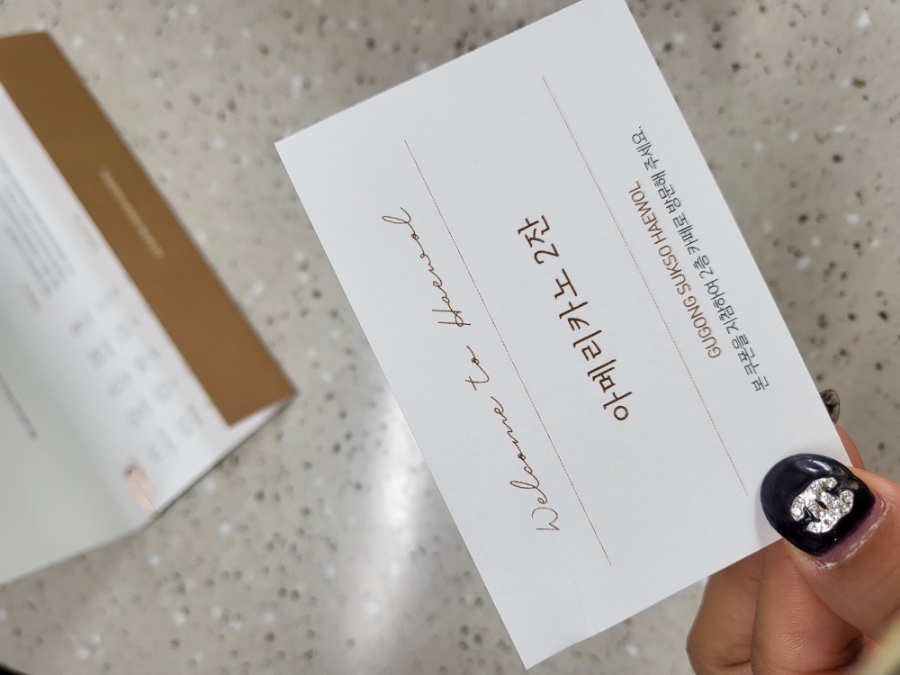 Welcome to Haewol
아메리카노 2잔
GUGONG SUKSO HAEWOL
본 쿠폰을 지참하여 2층 카페로 방문해 주세요.